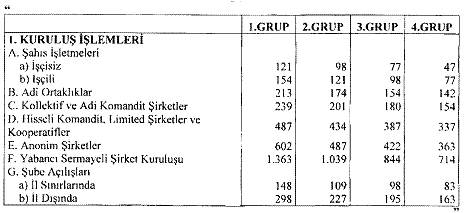 “
1.GRUP 2.GRUP 3.GRUP 4.GRUP
1. KURULUŞ İŞLEMLERİ
A. Şahıs İşletmeleri
a) İşçisiz 121 98 77 47
b) İşçili 154 121 98 77
B. Adi Ortaklıklar 213 174 154 142
C. Kollektif ve Adi Komandit Şirketler 239 201 180 154
D. Hisseli Komandit, Limited Şirketler ve
Kooperatifler 487 434 387 337
E. Anonim Şirketler 602 487 422 363
F. Yabancı Sermayeli Şirket Kuruluşu 1.363 1.039 844 714
G. Şube Açılışları
a) İl Sınırlarında 148 109 98 83
b) İl Dışında 298 227 195 163
”